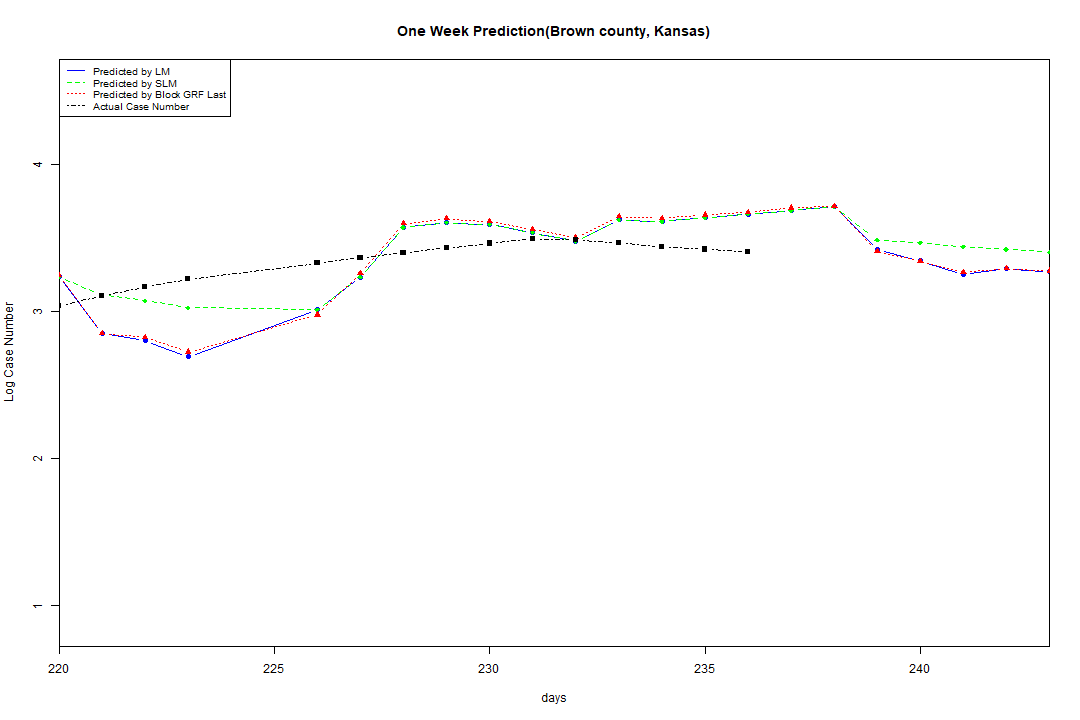 One Week Prediction(Brown county, Kansas)
Predicted by LM
Predicted by SLM
Predicted by Block GRF Last
Actual Case Number
4
3
2
1
Log Case Number
220 225 230 235 240
days